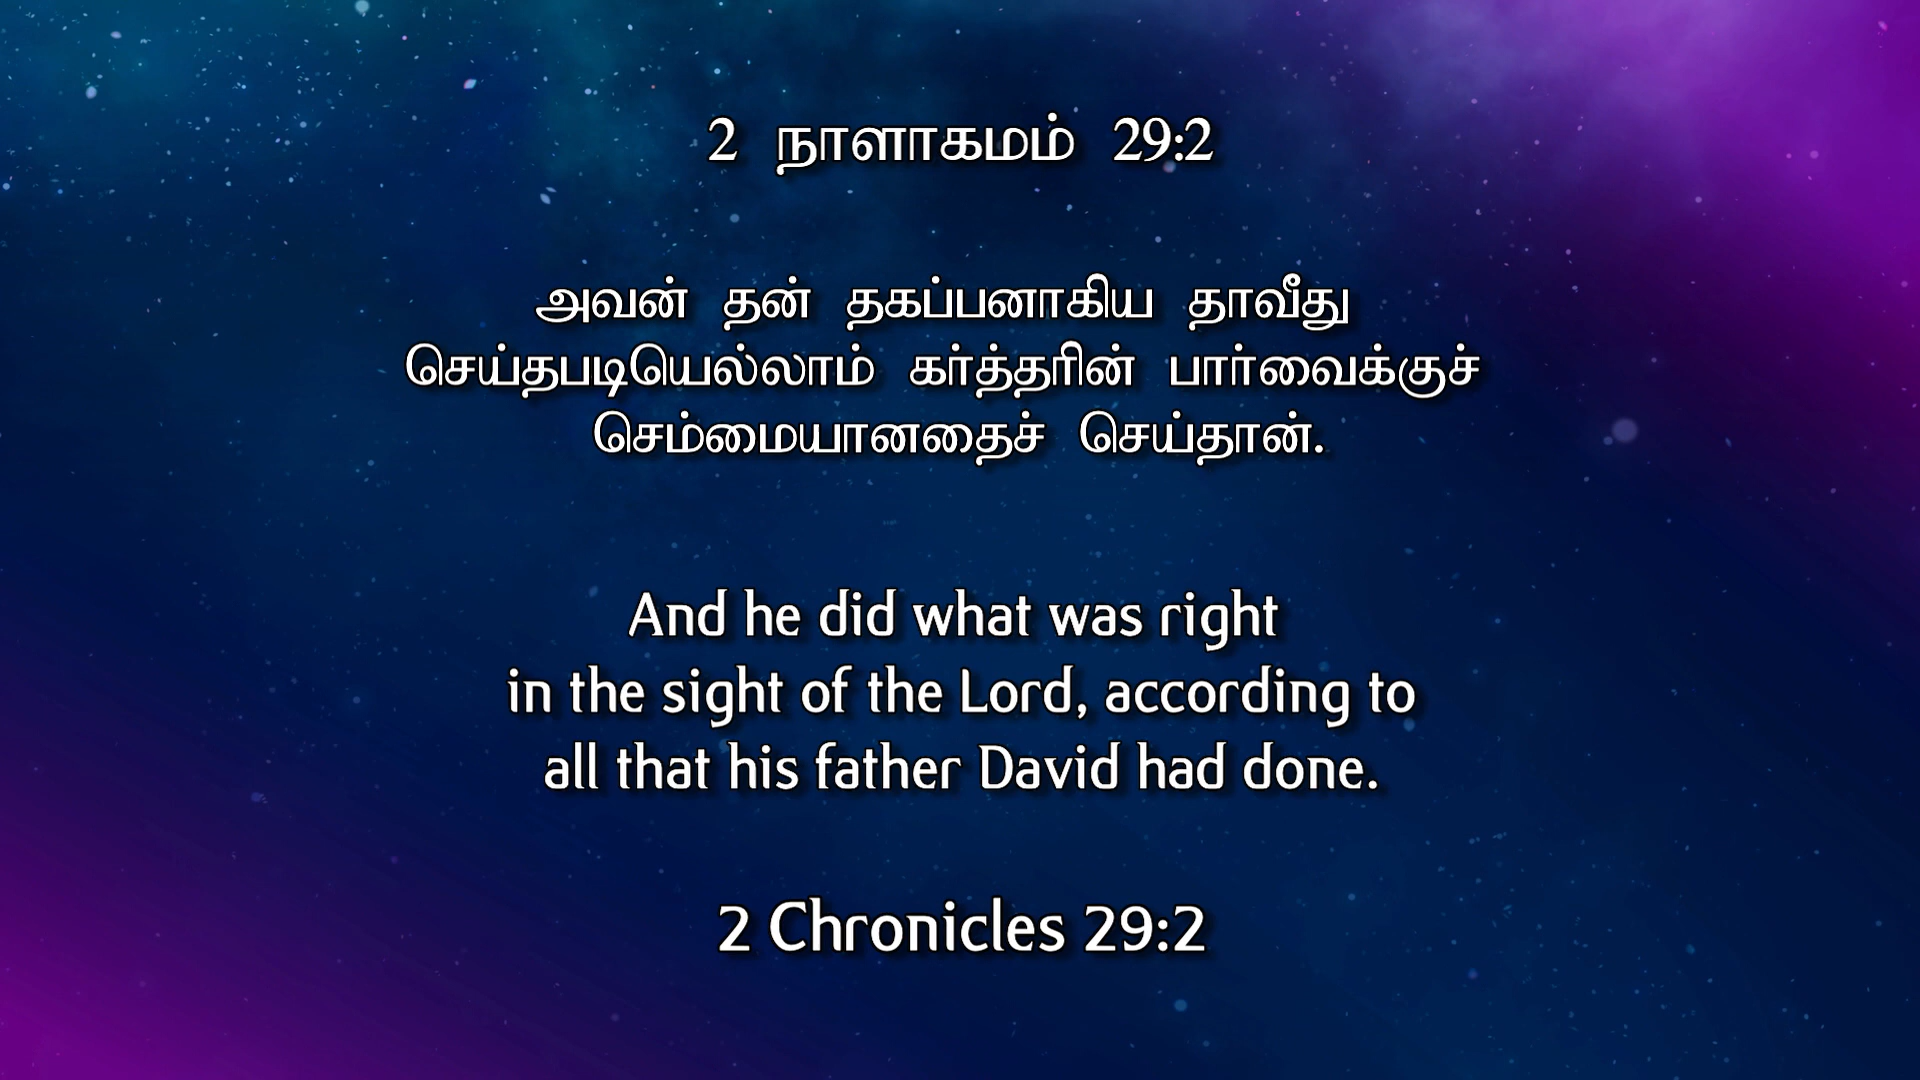 2 நாளாகமம் 29:2
அவன் தன் தகப்பனாகிய தாவீது
செய்தபடியெல்லாம் கர்த்தரின் பார்வைக்குச்
செம்மையானதைச் செய்தான்.
And he did what was right
in the sight of the Lord, according to
all that his father David had done.
2 Chronicles 29:2